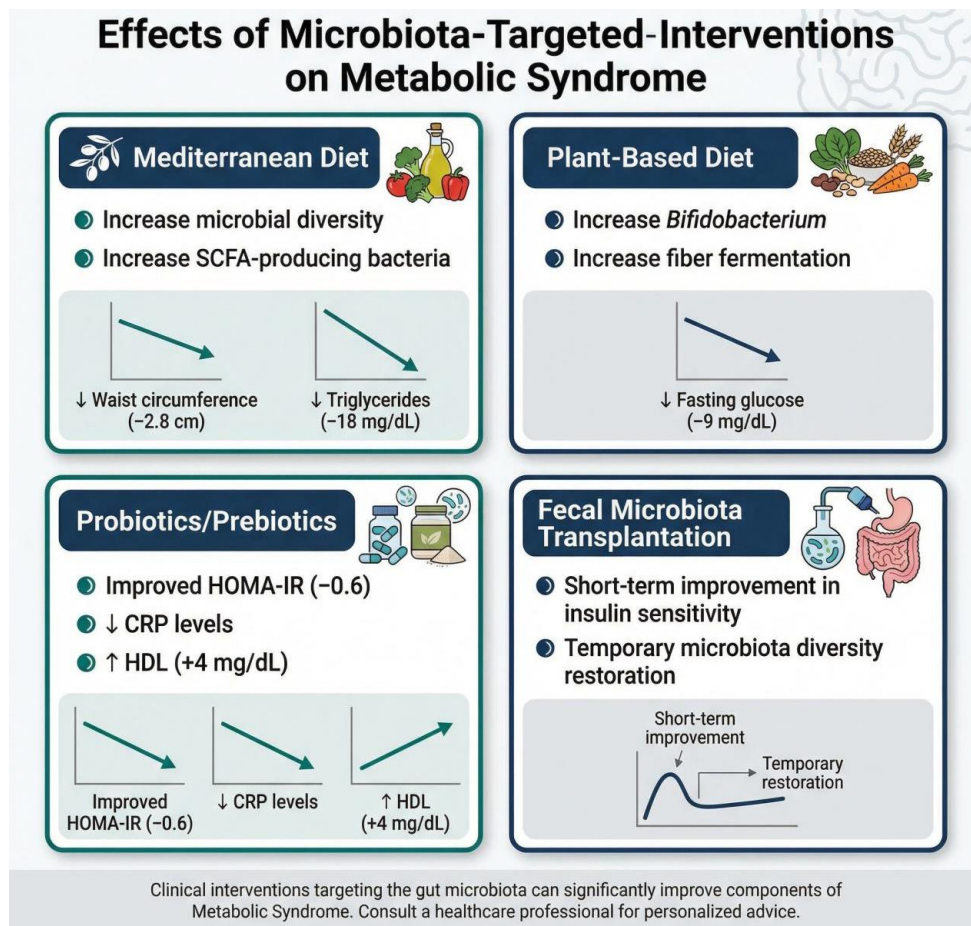 Effects of Microbiota-Targeted-Interventions
on Metabolic Syndrome
Mediterranean Diet
Increase microbial diversity
Increase SCFA-producing bacteria
↓ Waist circumference
(−2.8 cm)
↓ Triglycerides
(−18 mg/dL)
Plant-Based Diet
Increase Bifidobacterium
Increase fiber fermentation
↓ Fasting glucose
(−9 mg/dL)
Probiotics/Prebiotics
Improved HOMA-IR (−0.6)
↓ CRP levels
↑ HDL (+4 mg/dL)
Improved
HOMA-IR (−0.6)
↓ CRP levels
↑ HDL
(+4 mg/dL)
Fecal Microbiota
Transplantation
Short-term improvement in
insulin sensitivity
Temporary microbiota diversity
restoration
Short-term
improvement
Temporary
restoration
Clinical interventions targeting the gut microbiota can significantly improve components of
Metabolic Syndrome. Consult a healthcare professional for personalized advice.